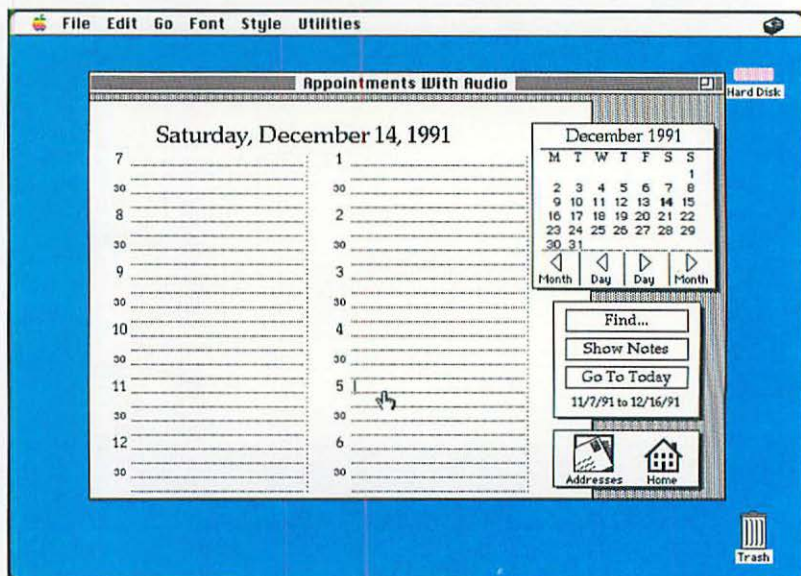 File Edit Go Font Style Utilities
Appointments With Audio
Hard Disk
Saturday, December 14, 1991
7
30
8
30
9
30
10
30
11
30
12
30
1
30
2
30
3
30
4
30
5
30
6
30
December 1991
M T W T F S S
1
2 3 4 5 6 7 8
9 10 11 12 13 14 15
16 17 18 19 20 21 22
23 24 25 26 27 28 29
30 31
Month Day Day Month
Find...
Show Notes
Go To Today
11/7/91 to 12/16/91
Addresses Home
Trash